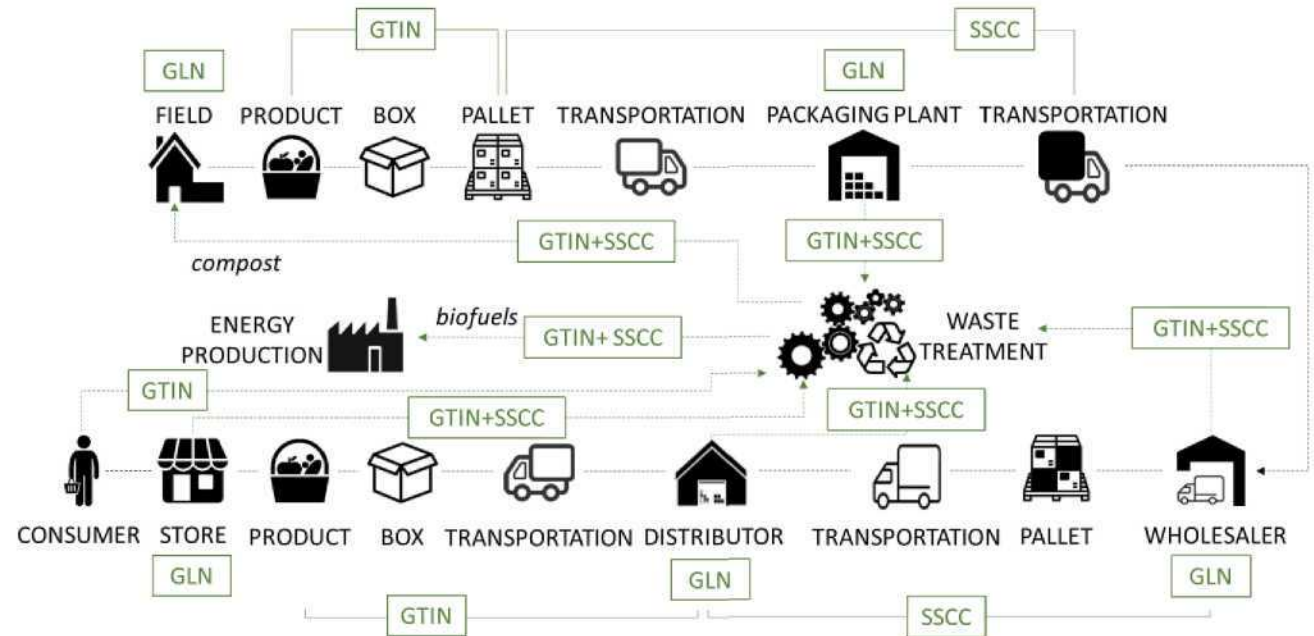 GTIN
SSCC
GLN
GLN
FIELD
PRODUCT
BOX
PALLET
TRANSPORTATION
PACKAGING PLANT
TRANSPORTATION
GTIN+SSCC
GTIN+SSCC
compost
ENERGY
PRODUCTION
biofuels
GTIN+ SSCC
WASTE
TREATMENT
GTIN+SSCC
GTIN
GTIN+SSCC
GTIN+SSCC
CONSUMER
STORE
PRODUCT
BOX
TRANSPORTATION
DISTRIBUTOR
TRANSPORTATION
PALLET
WHOLESALER
GLN
GLN
GLN
GTIN
SSCC